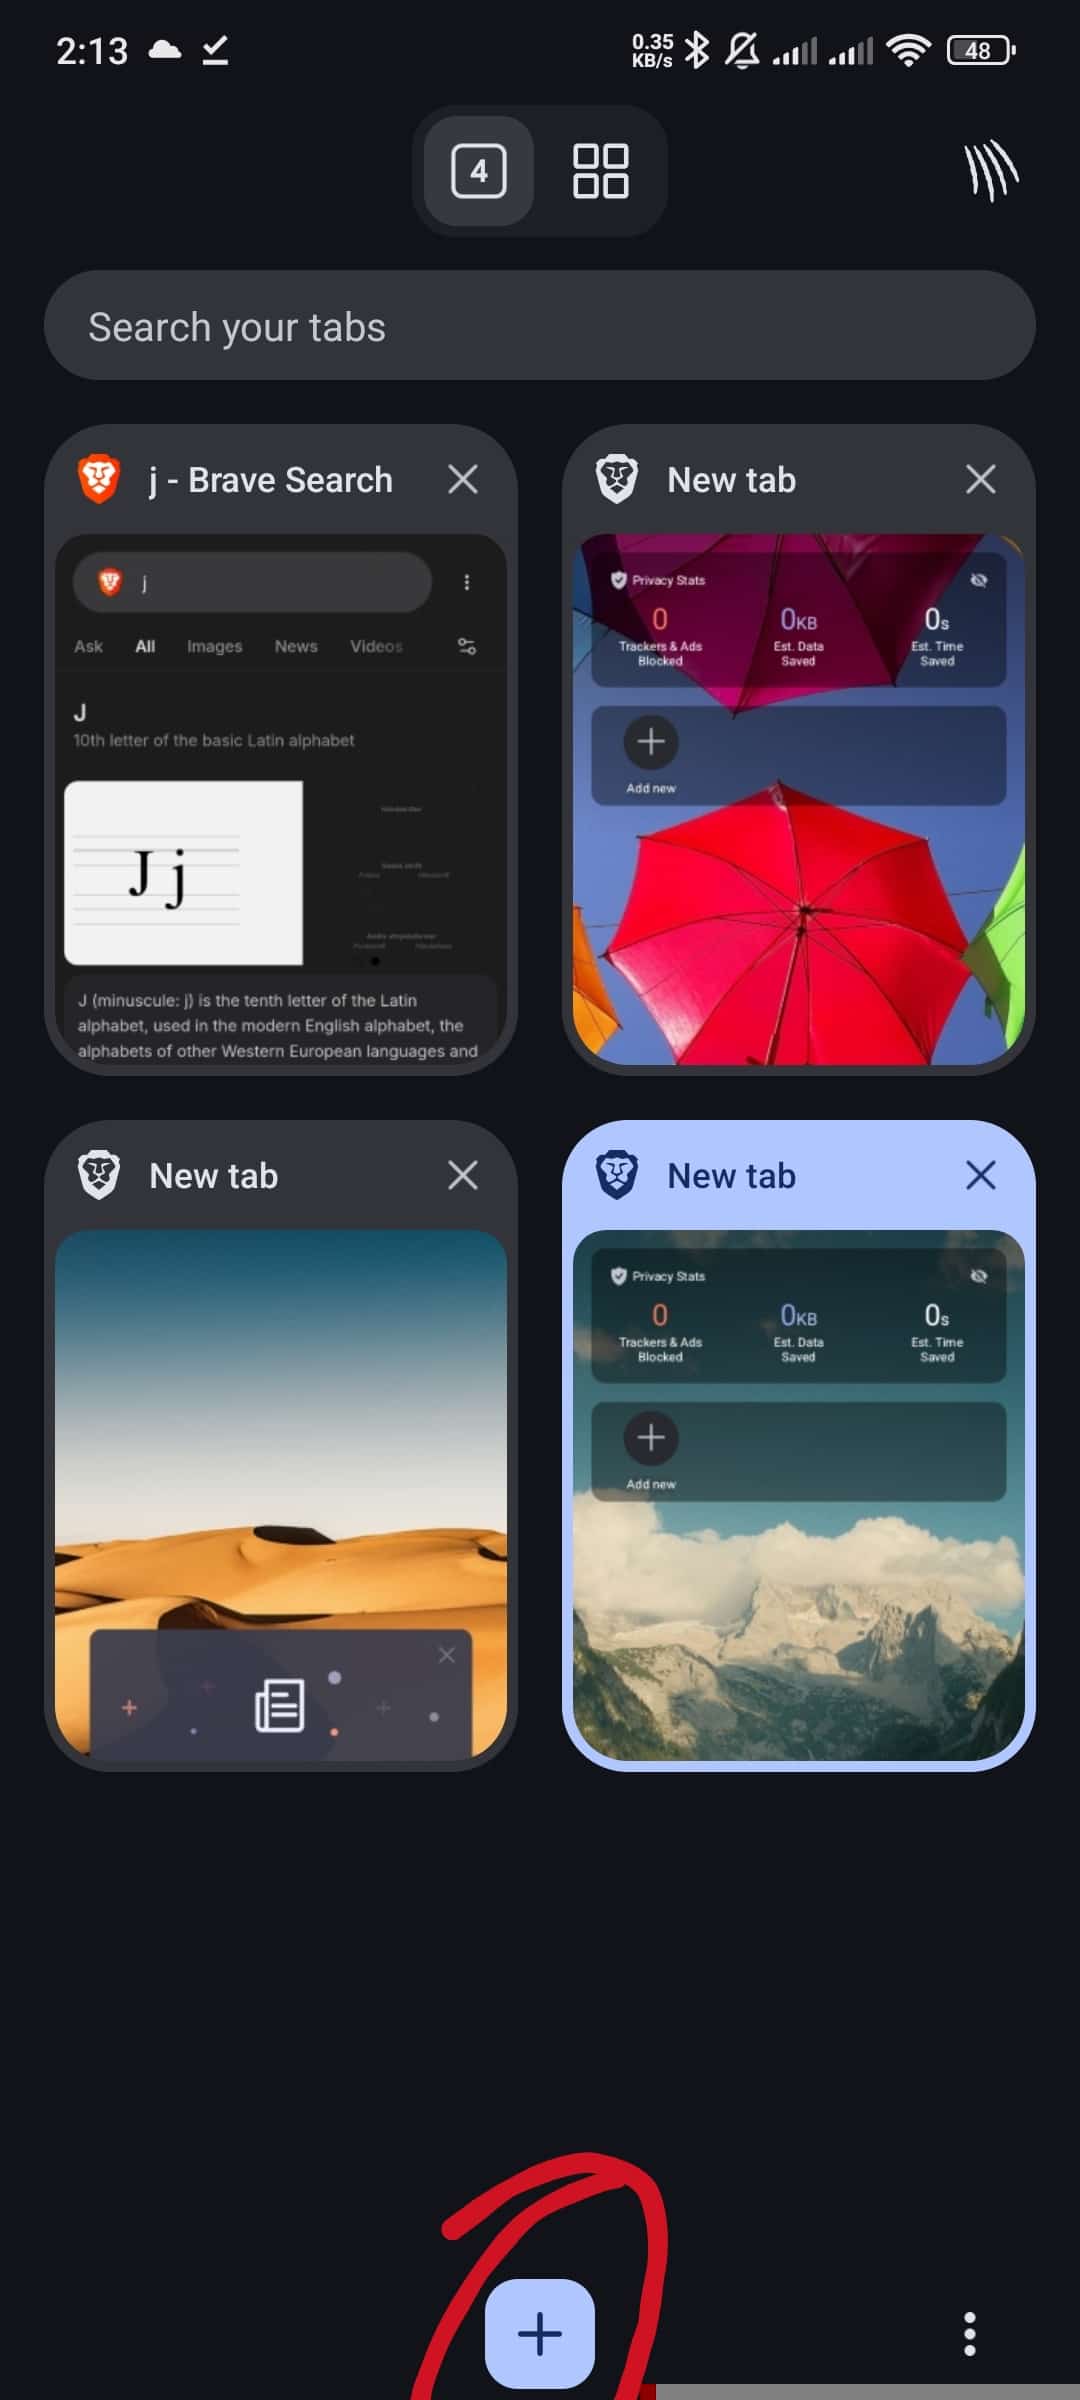 2:13
0.35
KB/s
48
4
Search your tabs
j - Brave Search
j
Ask All Images News Videos
J
10th letter of the basic Latin alphabet
J j
J (minuscule: j) is the tenth letter of the Latin
alphabet, used in the modern English alphabet, the
alphabets of other Western European languages and
New tab
Privacy Stats
0 0KB 0s
Trackers & Ads Est. Data Est. Time
Blocked Saved Saved
Add new
New tab
New tab
Privacy Stats
0 0KB 0s
Trackers & Ads Est. Data Est. Time
Blocked Saved Saved
Add new